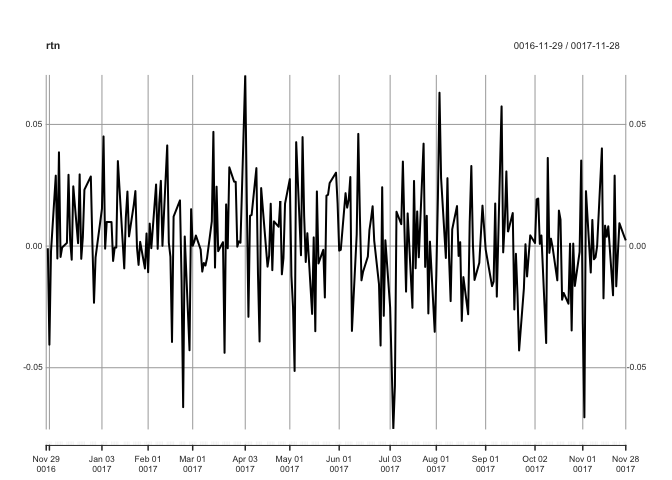 rtn 0016-11-29 / 0017-11-28
0.05 0.05
0.00 0.00
-0.05 -0.05
Nov 29 Jan 03 Feb 01 Mar 01 Apr 03 May 01 Jun 01 Jul 03 Aug 01 Sep 01 Oct 02 Nov 01 Nov 28
0016 0017 0017 0017 0017 0017 0017 0017 0017 0017 0017 0017 0017